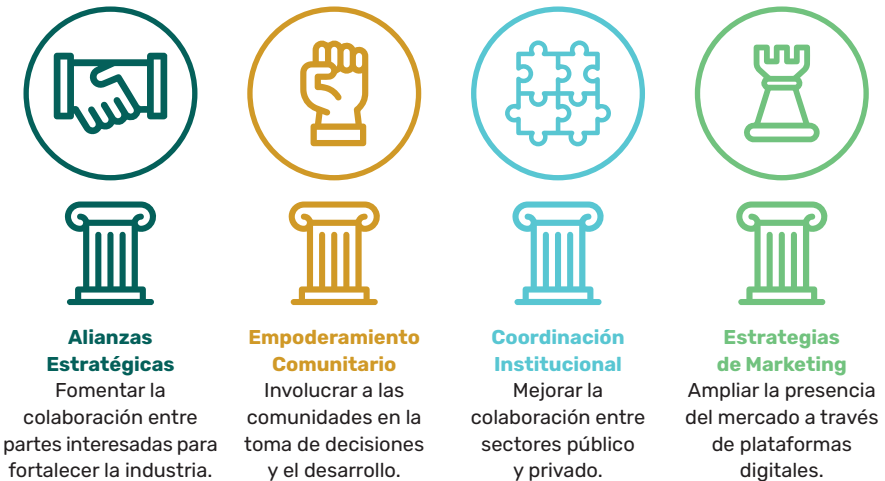 Alianzas
Estratégicas
Fomentar la
colaboración entre
partes interesadas para
fortalecer la industria.
Empoderamiento
Comunitario
Involucrar a las
comunidades en la
toma de decisiones
y el desarrollo.
Coordinación
Institucional
Mejorar la
colaboración entre
sectores público
y privado.
Estrategias
de Marketing
Ampliar la presencia
del mercado a través
de plataformas
digitales.